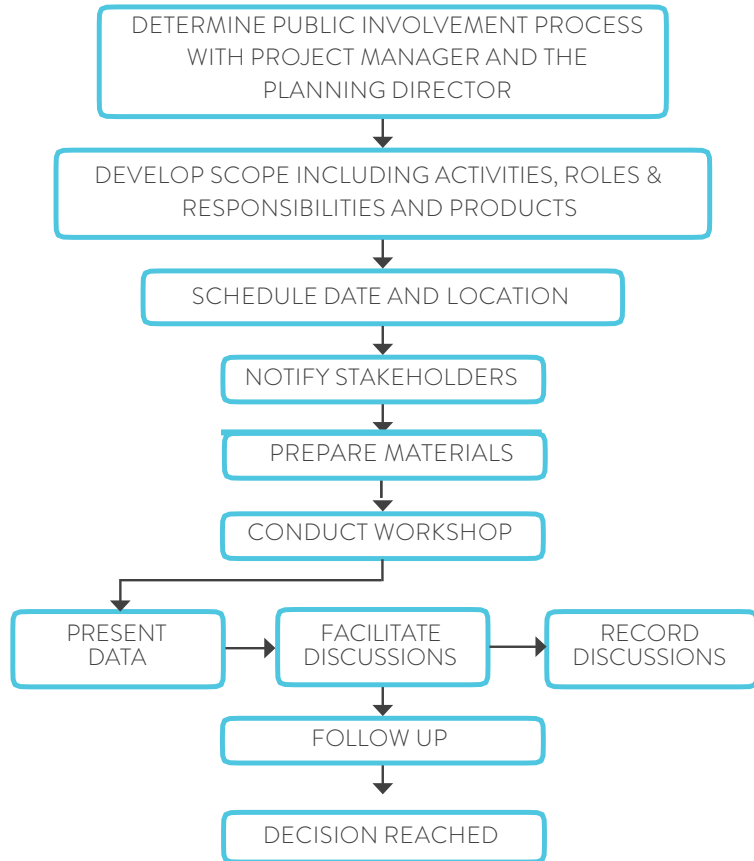 DETERMINE PUBLIC INVOLVEMENT PROCESS
WITH PROJECT MANAGER AND THE
PLANNING DIRECTOR
DEVELOP SCOPE INCLUDING ACTIVITIES, ROLES &
RESPONSIBILITIES AND PRODUCTS
SCHEDULE DATE AND LOCATION
NOTIFY STAKEHOLDERS
PREPARE MATERIALS
CONDUCT WORKSHOP
PRESENT
DATA
FACILITATE
DISCUSSIONS
RECORD
DISCUSSIONS
FOLLOW UP
DECISION REACHED